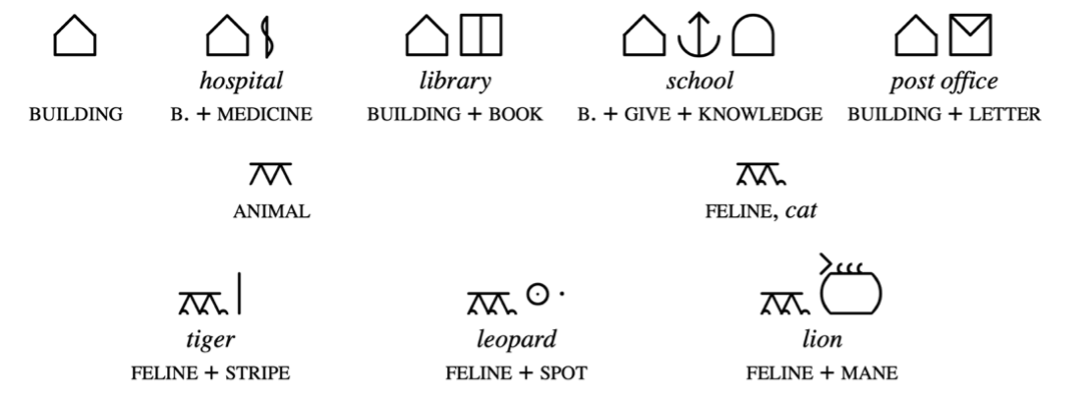 hospital library school post office
BUILDING B. + MEDICINE BUILDING + BOOK B. + GIVE + KNOWLEDGE BUILDING + LETTER
ANIMAL FELINE, cat
tiger leopard lion
FELINE + STRIPE FELINE + SPOT FELINE + MANE